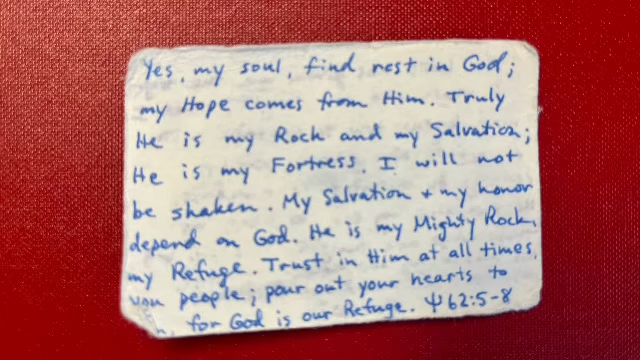 Yes, my soul, find rest in God;
my Hope comes from Him. Truly
He is my Rock and my Salvation;
He is my Fortress. I will not
be shaken. My Salvation + my honor
depend on God. He is my Mighty Rock,
my Refuge. Trust in Him at all times,
you people; pour out your hearts to
for God is our Refuge. Ψ 62:5-8